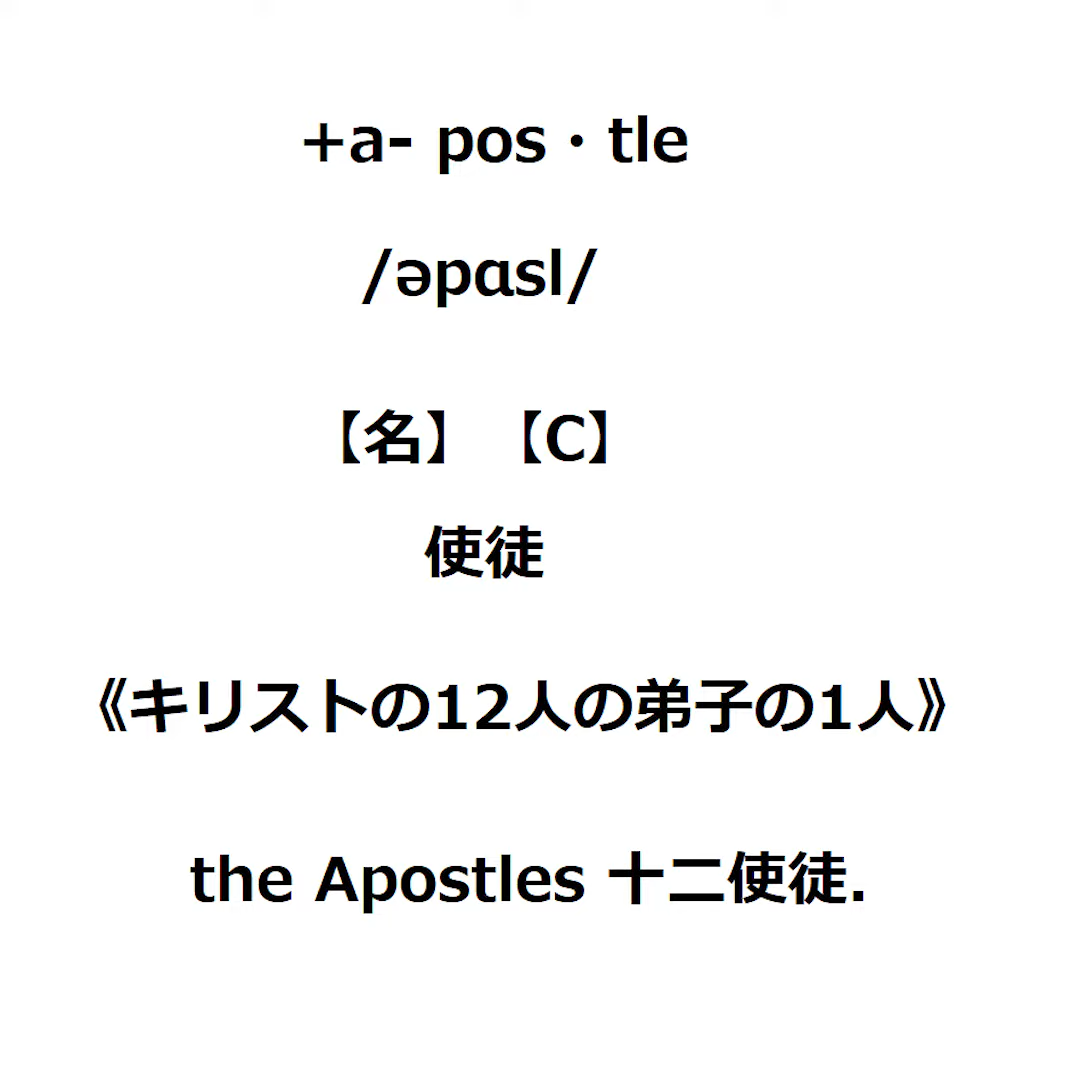 +a- pos・tle
/əpɑsl/
【名】【C】
使徒
《キリストの12人の弟子の1人》
the Apostles 十二使徒.